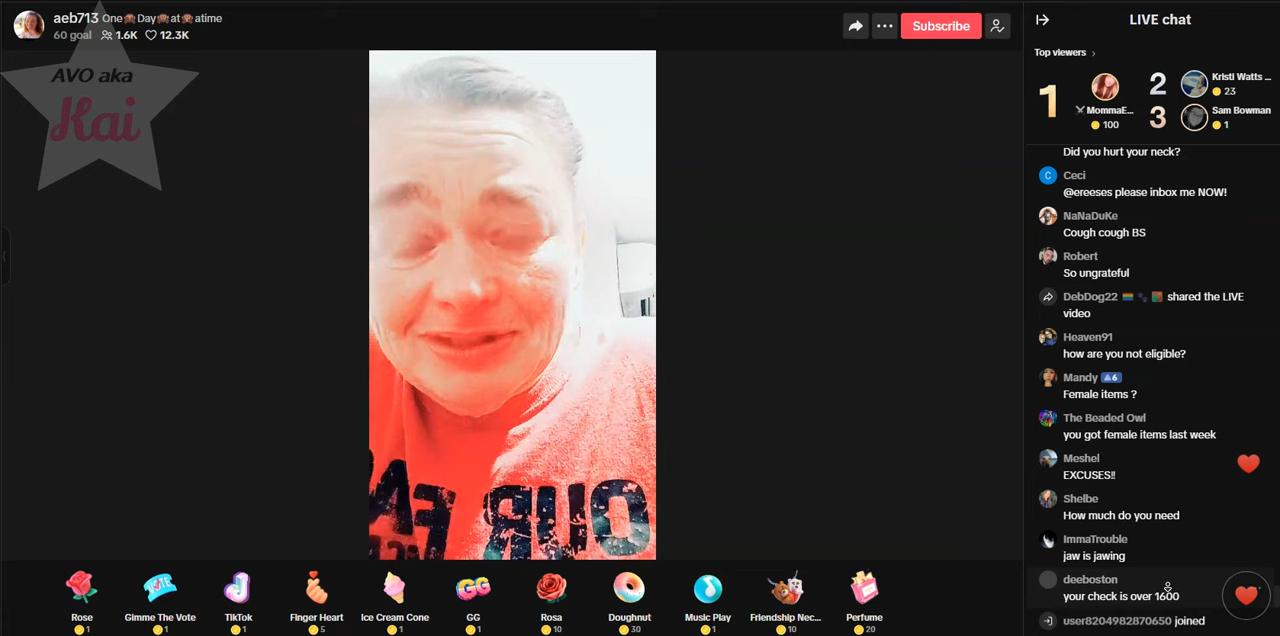 aeb713 One🙈Day🙈at🙈atime
60 goal 1.6K 12.3K
Subscribe
AVO aka
Kai
OUR
LIVE chat
Top viewers
1 MommaE... 100
2 Kristi Watts ... 23
3 Sam Bowman 1
Did you hurt your neck?
Ceci
@ereeses please inbox me NOW!
NaNaDuKe
Cough cough BS
Robert
So ungrateful
DebDog22 shared the LIVE
video
Heaven91
how are you not eligible?
Mandy 6
Female items ?
The Beaded Owl
you got female items last week
Meshel
EXCUSES!!
Shelbe
How much do you need
ImmaTrouble
jaw is jawing
deeboston
your check is over 1600
user8204982870650 joined
VOTE
GG
Rose Gimme The Vote TikTok Finger Heart Ice Cream Cone GG Rosa Doughnut Music Play Friendship Nec... Perfume
1 1 1 5 1 1 10 30 1 10 20